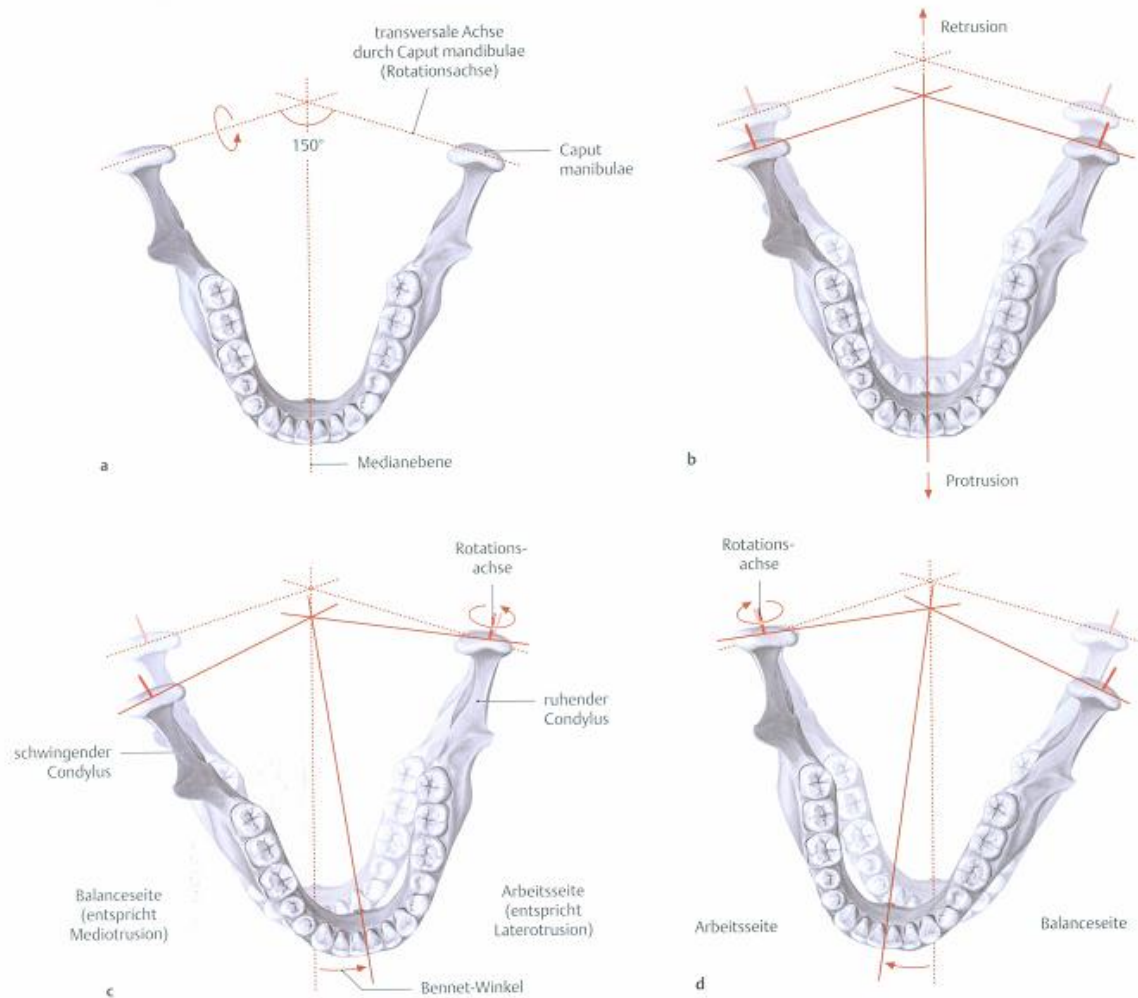 transversale Achse
durch Caput mandibulae
(Rotationsachse)
150°
Caput
manibulae
Medianebene
a
Retrusion
Protrusion
b
Rotations-
achse
ruhender
Condylus
schwingender
Condylus
Balanceseite
(entspricht
Mediotrusion)
Arbeitsseite
(entspricht
Laterotrusion)
Bennet-Winkel
c
Rotations-
achse
Arbeitsseite
Balanceseite
d